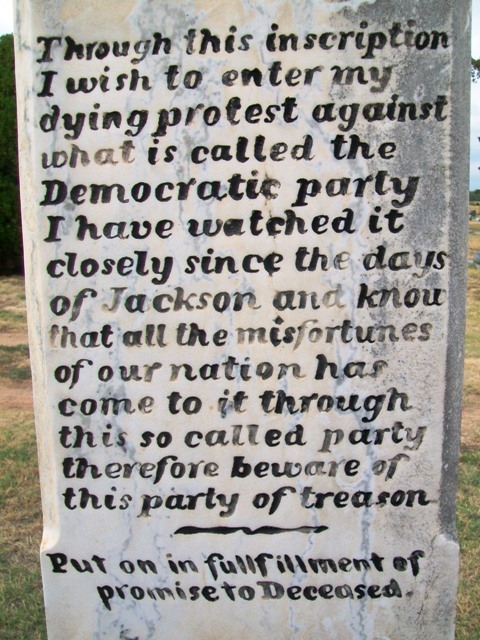 Through this inscription
I wish to enter my
dying protest against
what is called the
Democratic party
I have watched it
closely since the days
of Jackson and know
that all the misfortunes
of our nation has
come to it through
this so called party
therefore beware of
this party of treason
Put on in fullfillment of
promise to Deceased.